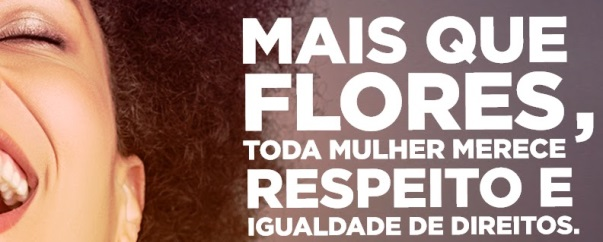 MAIS QUE
FLORES,
TODA MULHER MERECE
RESPEITO E
IGUALDADE DE DIREITOS.